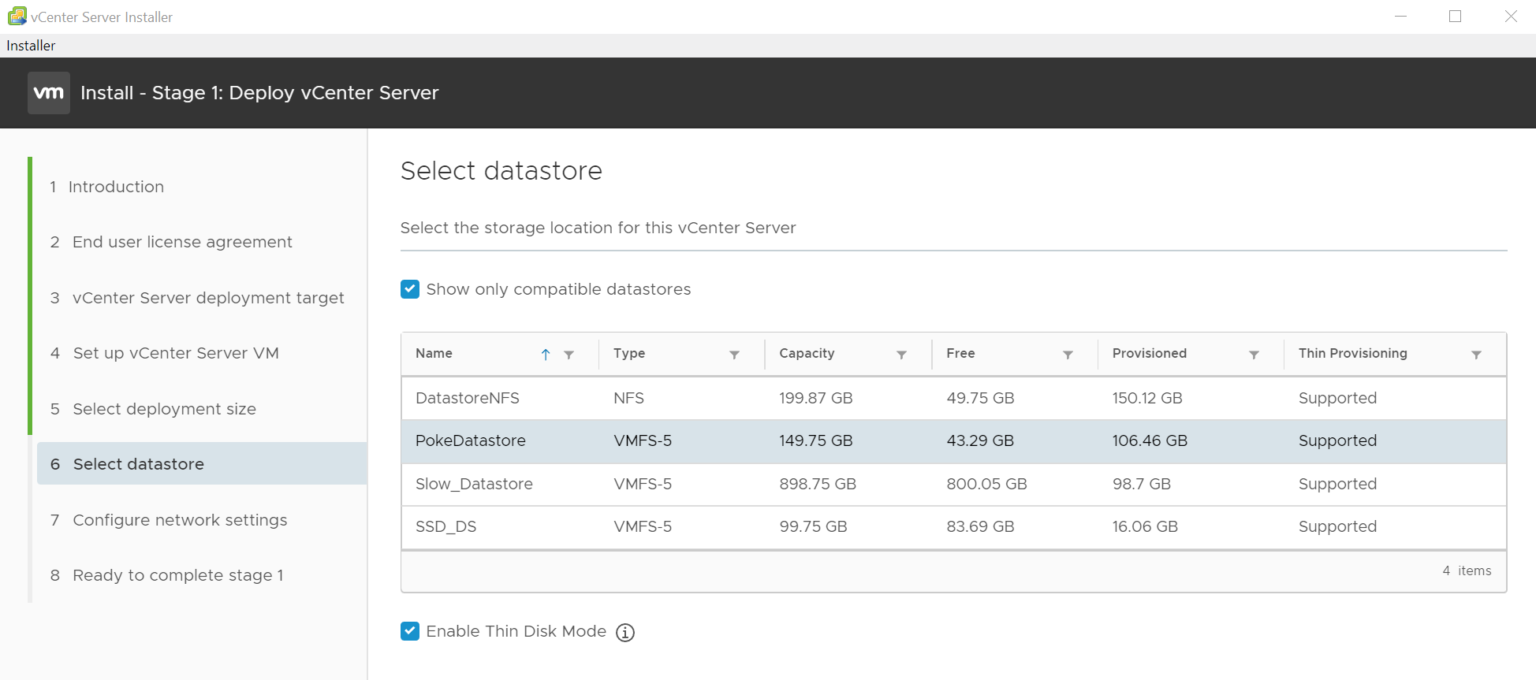 vCenter Server Installer
Installer
vm Install - Stage 1: Deploy vCenter Server
1 Introduction
2 End user license agreement
3 vCenter Server deployment target
4 Set up vCenter Server VM
5 Select deployment size
6 Select datastore
7 Configure network settings
8 Ready to complete stage 1
Select datastore
Select the storage location for this vCenter Server
Show only compatible datastores
Name Type Capacity Free Provisioned Thin Provisioning
DatastoreNFS NFS 199.87 GB 49.75 GB 150.12 GB Supported
PokeDatastore VMFS-5 149.75 GB 43.29 GB 106.46 GB Supported
Slow_Datastore VMFS-5 898.75 GB 800.05 GB 98.7 GB Supported
SSD_DS VMFS-5 99.75 GB 83.69 GB 16.06 GB Supported
4 items
Enable Thin Disk Mode